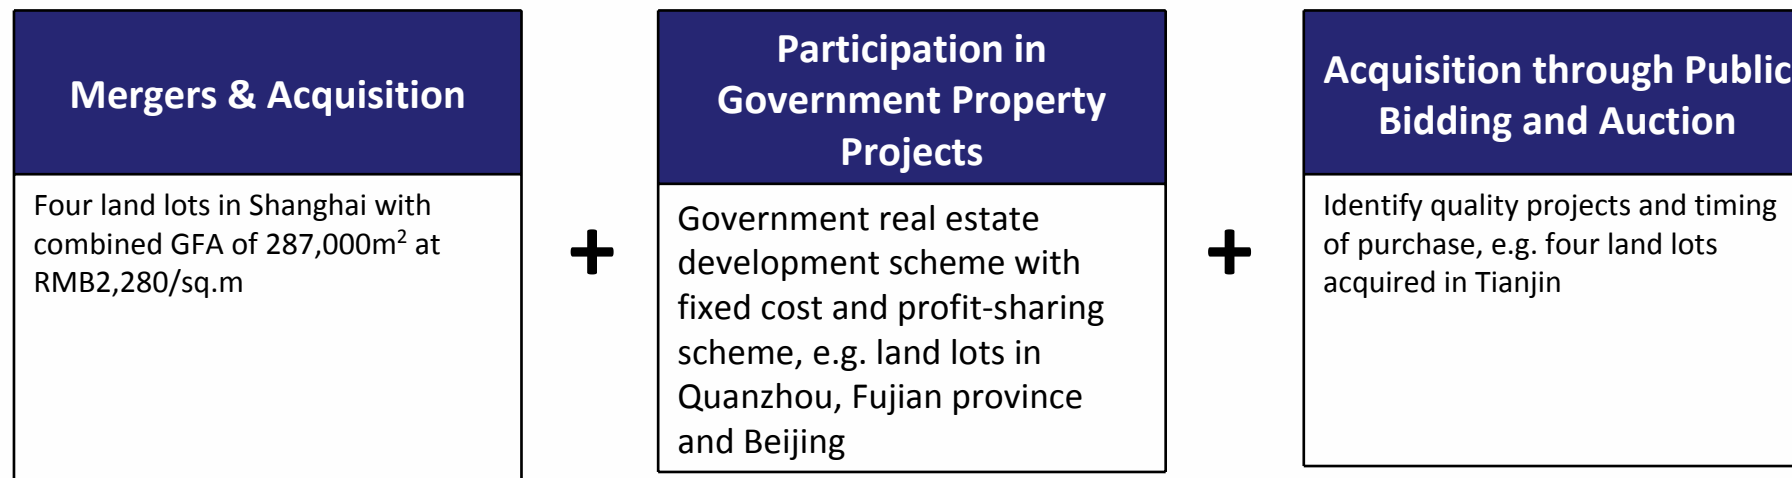 Mergers & Acquisition
Four land lots in Shanghai with
combined GFA of 287,000m² at
RMB2,280/sq.m
+
Participation in
Government Property
Projects
Government real estate
development scheme with
fixed cost and profit-sharing
scheme, e.g. land lots in
Quanzhou, Fujian province
and Beijing
+
Acquisition through Public
Bidding and Auction
Identify quality projects and timing
of purchase, e.g. four land lots
acquired in Tianjin